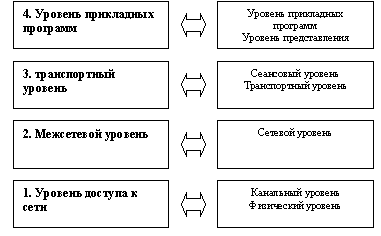 4. Уровень прикладных
программ
Уровень прикладных
программ
Уровень представления
3. транспортный
уровень
Сеансовый уровень
Транспортный уровень
2. Межсетевой уровень
Сетевой уровень
1. Уровень доступа к
сети
Канальный уровень
Физический уровень